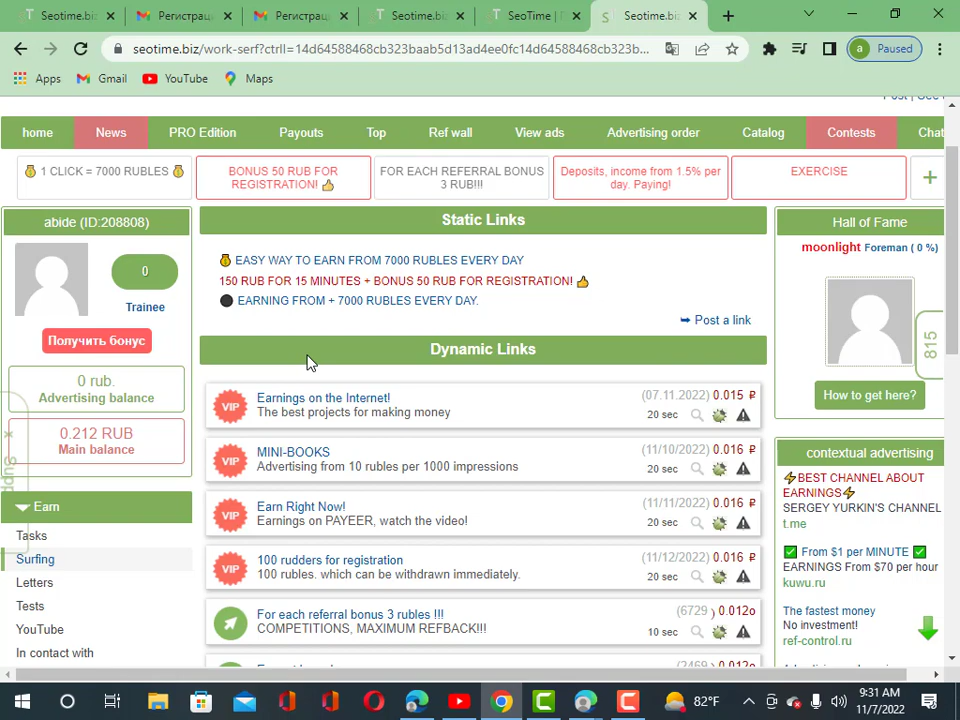 Seotime.bi
Регистрац
Регистрац
Seotime.bi
SeoTime | P
Seotime.bi
seotime.biz/work-serf?ctrll=14d64588468cb323baab5d13ad4ee0fc14d64588468cb323b...
a Paused
Apps
Gmail
YouTube
Maps
home
News
PRO Edition
Payouts
Top
Ref wall
View ads
Advertising order
Catalog
Contests
Chat
1 CLICK = 7000 RUBLES
BONUS 50 RUB FOR
REGISTRATION!
FOR EACH REFERRAL BONUS
3 RUB!!!
Deposits, income from 1.5% per
day. Paying!
EXERCISE
+
abide (ID:208808)
0
Trainee
Получить бонус
0 rub.
Advertising balance
0.212 RUB
Main balance
Earn
Tasks
Surfing
Letters
Tests
YouTube
In contact with
Static Links
EASY WAY TO EARN FROM 7000 RUBLES EVERY DAY
150 RUB FOR 15 MINUTES + BONUS 50 RUB FOR REGISTRATION!
EARNING FROM + 7000 RUBLES EVERY DAY.
Post a link
Dynamic Links
VIP
Earnings on the Internet!
The best projects for making money
(07.11.2022) 0.015 ₽
20 sec
VIP
MINI-BOOKS
Advertising from 10 rubles per 1000 impressions
(11/10/2022) 0.016 ₽
20 sec
VIP
Earn Right Now!
Earnings on PAYEER, watch the video!
(11/11/2022) 0.016 ₽
20 sec
VIP
100 rudders for registration
100 rubles. which can be withdrawn immediately.
(11/12/2022) 0.016 ₽
20 sec
For each referral bonus 3 rubles !!!
COMPETITIONS, MAXIMUM REFBACK!!!
(6729 ) 0.012o
10 sec
Hall of Fame
moonlight Foreman ( 0 %)
815
How to get here?
contextual advertising
BEST CHANNEL ABOUT
EARNINGS
SERGEY YURKIN'S CHANNEL
t.me
From $1 per MINUTE
EARNINGS From $70 per hour
kuwu.ru
The fastest money
No investment!
ref-control.ru
82°F
9:31 AM
11/7/2022